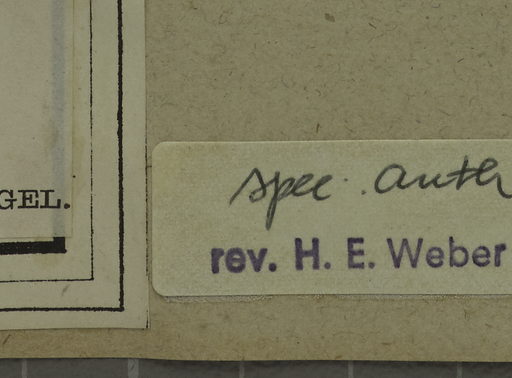 GEL.
spec. auth
rev. H. E. Weber